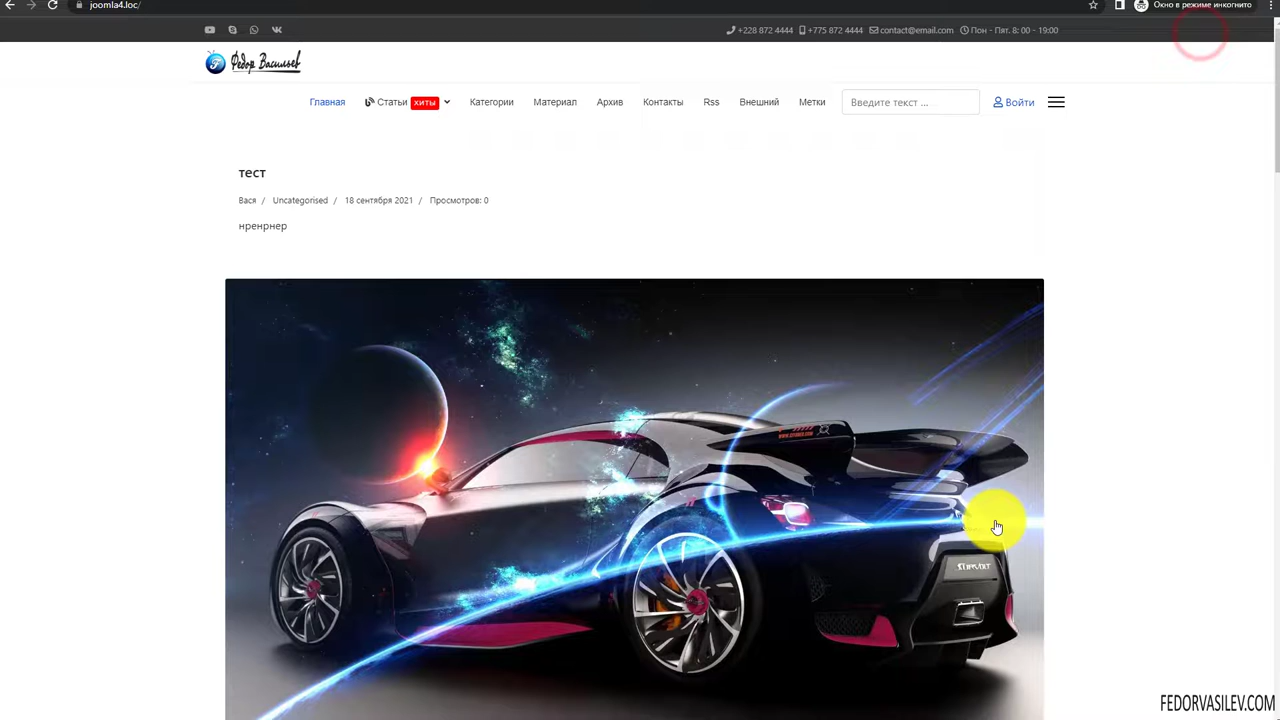 joomla4.loc/
Окно в режиме инкогнито
+228 872 4444 +775 872 4444 contact@email.com Пон - Пят. 8: 00 - 19:00
Федор Васильев
Главная Статьи ХИТЫ Категории Материал Архив Контакты Rss Внешний Метки Введите текст ... Войти
тест
Вася / Uncategorised / 18 сентября 2021 / Просмотров: 0
нренрнер
FEDORVASILEV.COM